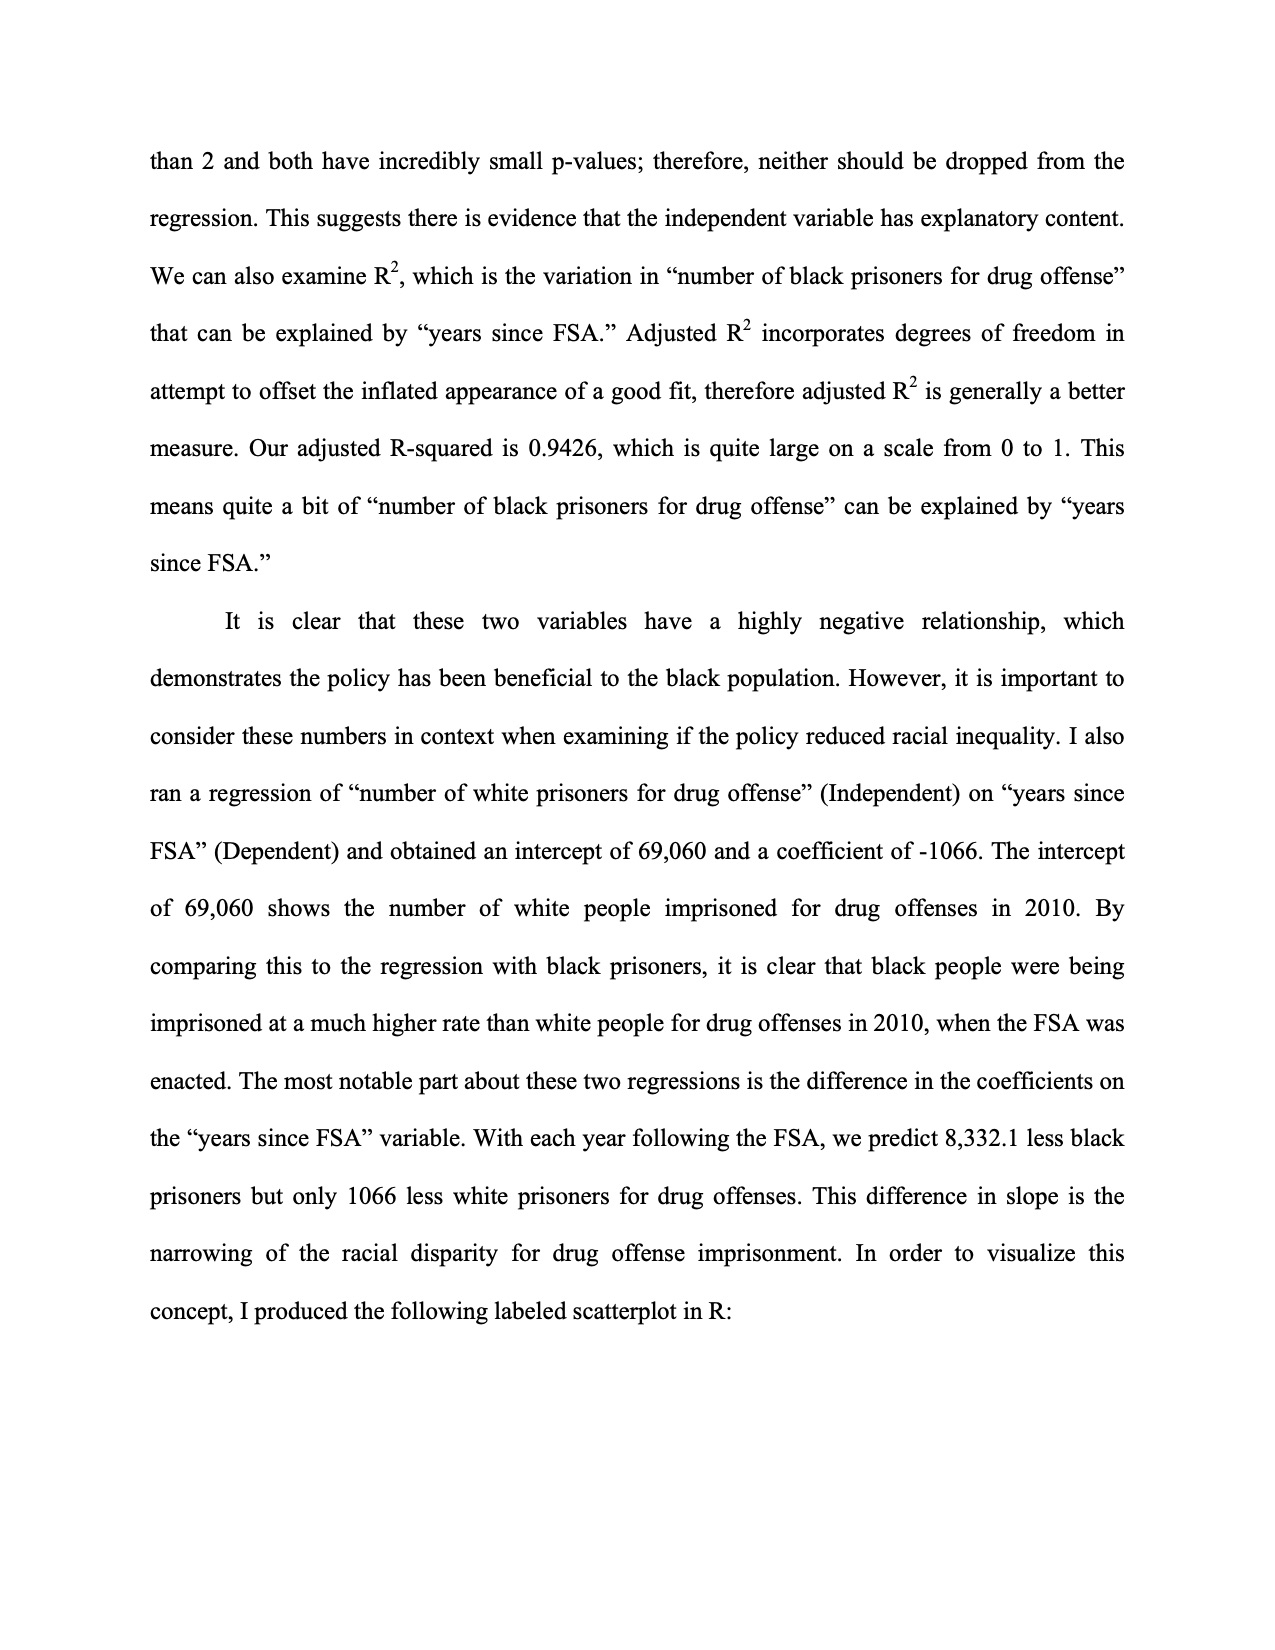 than 2 and both have incredibly small p-values; therefore, neither should be dropped from the
regression. This suggests there is evidence that the independent variable has explanatory content.
We can also examine R², which is the variation in “number of black prisoners for drug offense”
that can be explained by “years since FSA.” Adjusted R² incorporates degrees of freedom in
attempt to offset the inflated appearance of a good fit, therefore adjusted R² is generally a better
measure. Our adjusted R-squared is 0.9426, which is quite large on a scale from 0 to 1. This
means quite a bit of “number of black prisoners for drug offense” can be explained by “years
since FSA.”
It is clear that these two variables have a highly negative relationship, which
demonstrates the policy has been beneficial to the black population. However, it is important to
consider these numbers in context when examining if the policy reduced racial inequality. I also
ran a regression of “number of white prisoners for drug offense” (Independent) on “years since
FSA” (Dependent) and obtained an intercept of 69,060 and a coefficient of -1066. The intercept
of 69,060 shows the number of white people imprisoned for drug offenses in 2010. By
comparing this to the regression with black prisoners, it is clear that black people were being
imprisoned at a much higher rate than white people for drug offenses in 2010, when the FSA was
enacted. The most notable part about these two regressions is the difference in the coefficients on
the “years since FSA” variable. With each year following the FSA, we predict 8,332.1 less black
prisoners but only 1066 less white prisoners for drug offenses. This difference in slope is the
narrowing of the racial disparity for drug offense imprisonment. In order to visualize this
concept, I produced the following labeled scatterplot in R: